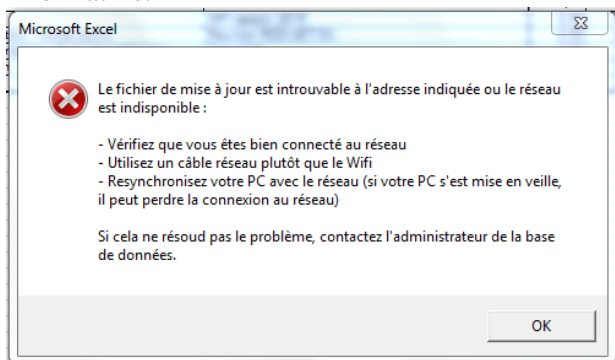 Microsoft Excel
Le fichier de mise à jour est introuvable à l'adresse indiquée ou le réseau
est indisponible :
- Vérifiez que vous êtes bien connecté au réseau
- Utilisez un câble réseau plutôt que le Wifi
- Resynchronisez votre PC avec le réseau (si votre PC s'est mise en veille,
il peut perdre la connexion au réseau)
Si cela ne résoud pas le problème, contactez l'administrateur de la base
de données.
OK